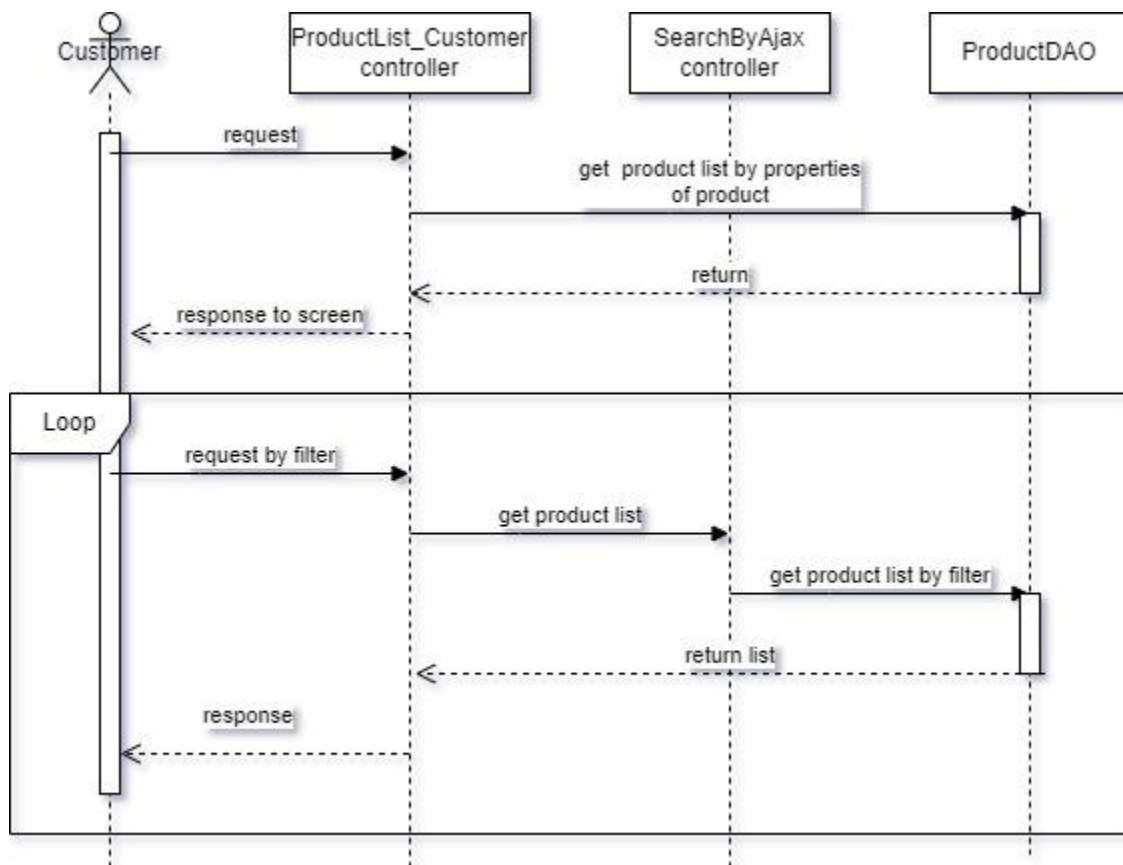 Customer
ProductList_Customer
controller
SearchByAjax
controller
ProductDAO
request
get product list by properties
of product
return
response to screen
Loop
request by filter
get product list
get product list by filter
return list
response